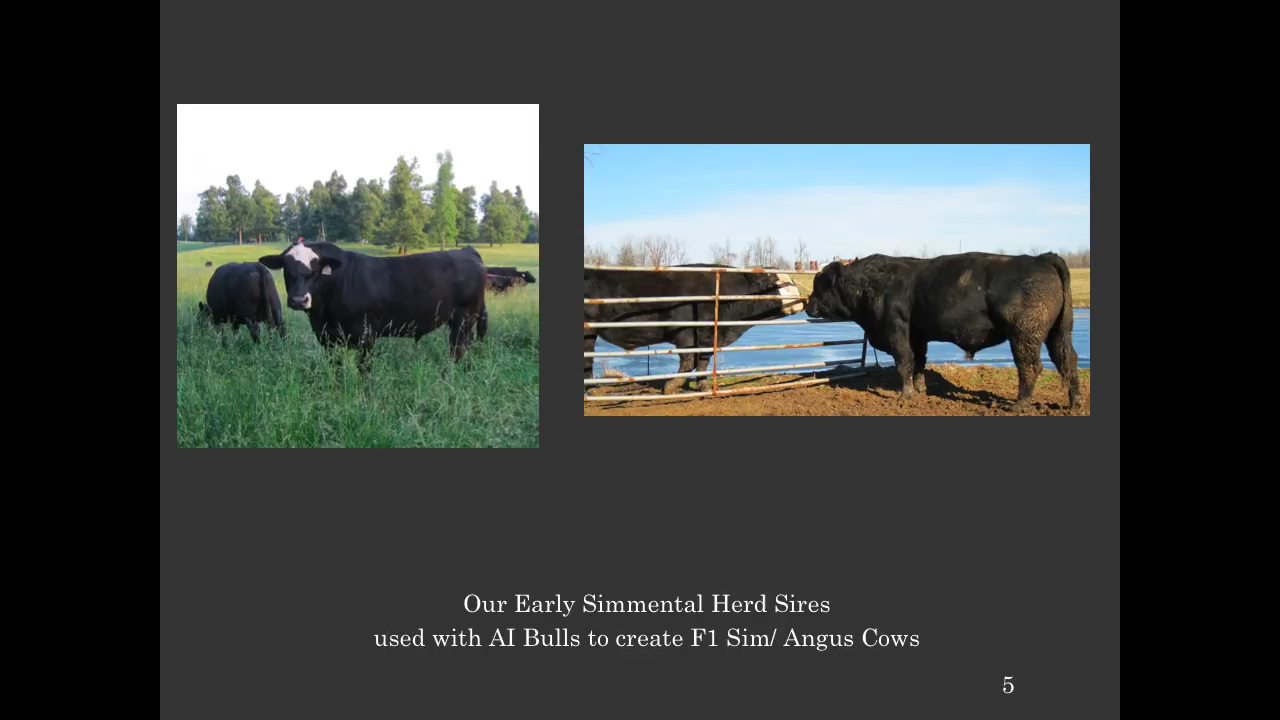 Our Early Simmental Herd Sires
used with AI Bulls to create F1 Sim/ Angus Cows
5